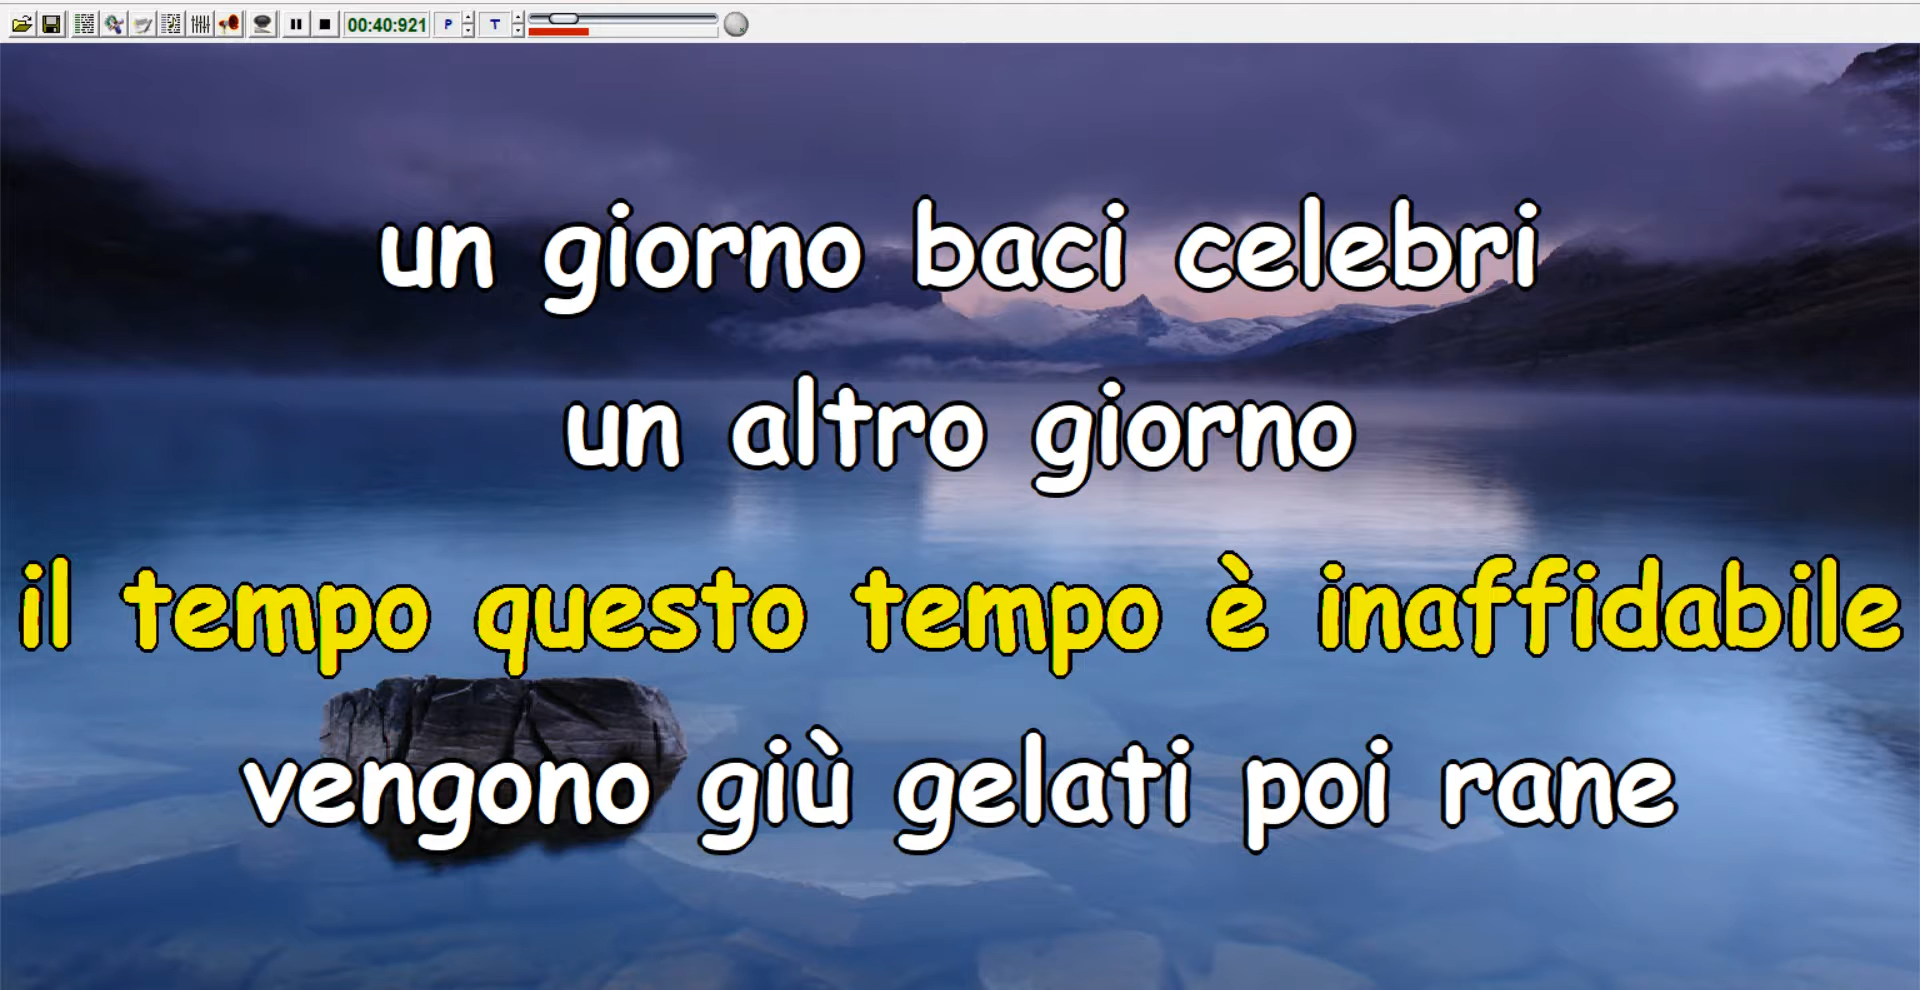 00:40:921 P T
un giorno baci celebri
un altro giorno
il tempo questo tempo è inaffidabile
vengono giù gelati poi rane